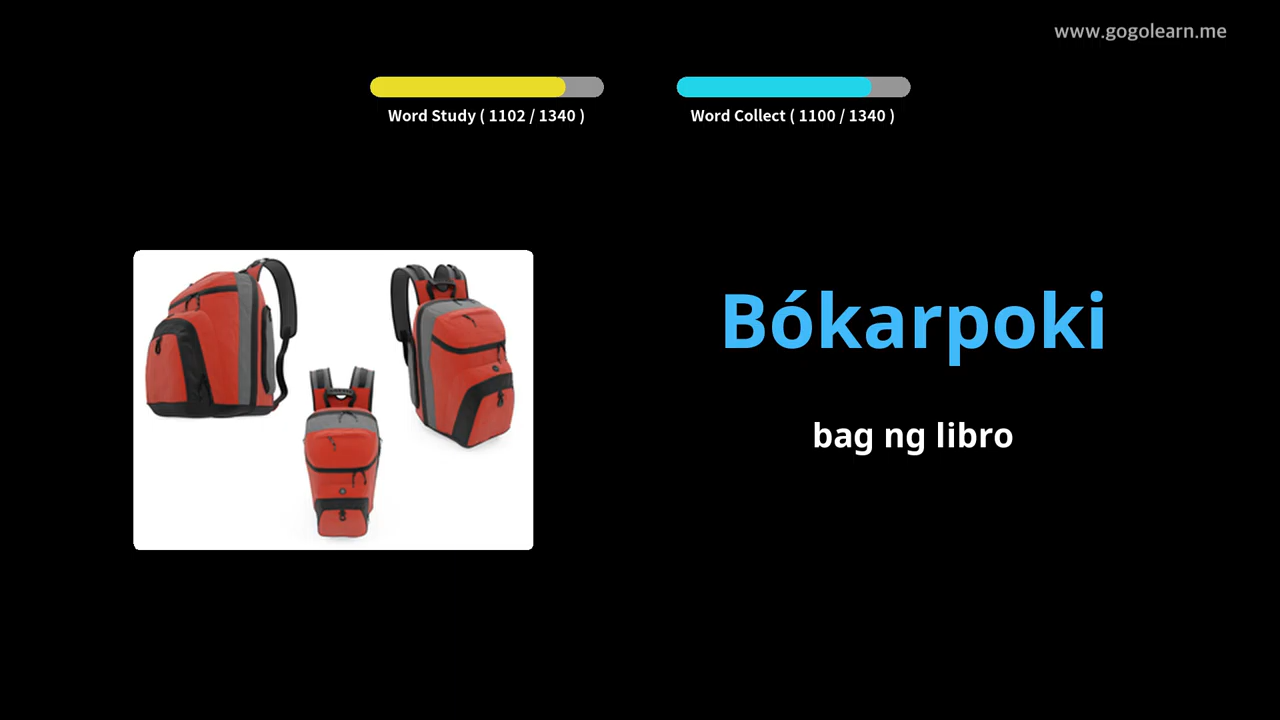 www.gogolearn.me
Word Study ( 1102 / 1340 )
Word Collect ( 1100 / 1340 )
Bókarpoki
bag ng libro